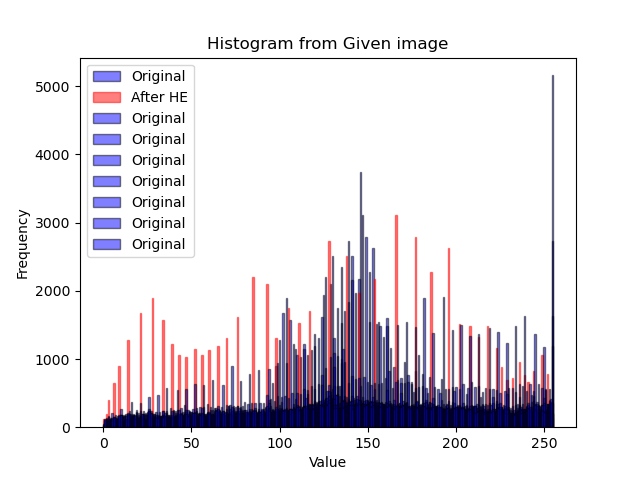 Histogram from Given image
Original
After HE
Original
Original
Original
Original
Original
Original
Original
Frequency
5000
4000
3000
2000
1000
0
0 50 100 150 200 250
Value